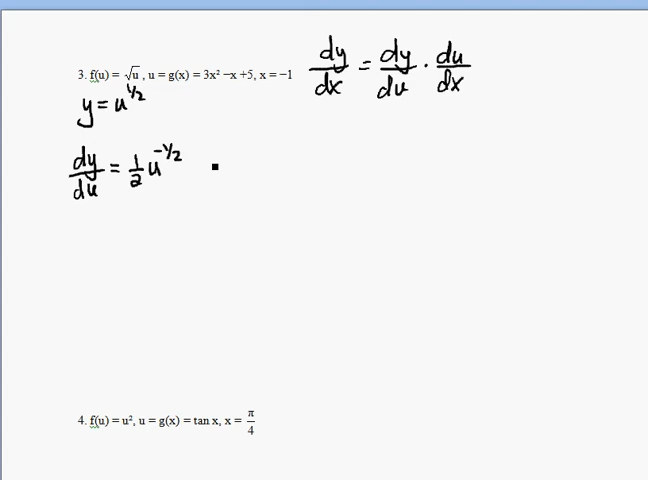 3. f(u) = √u , u = g(x) = 3x² −x +5, x = −1
dy/dx = dy/du · du/dx
y = u^1/2
dy/du = 1/2 u^-1/2
4. f(u) = u², u = g(x) = tan x, x = π/4